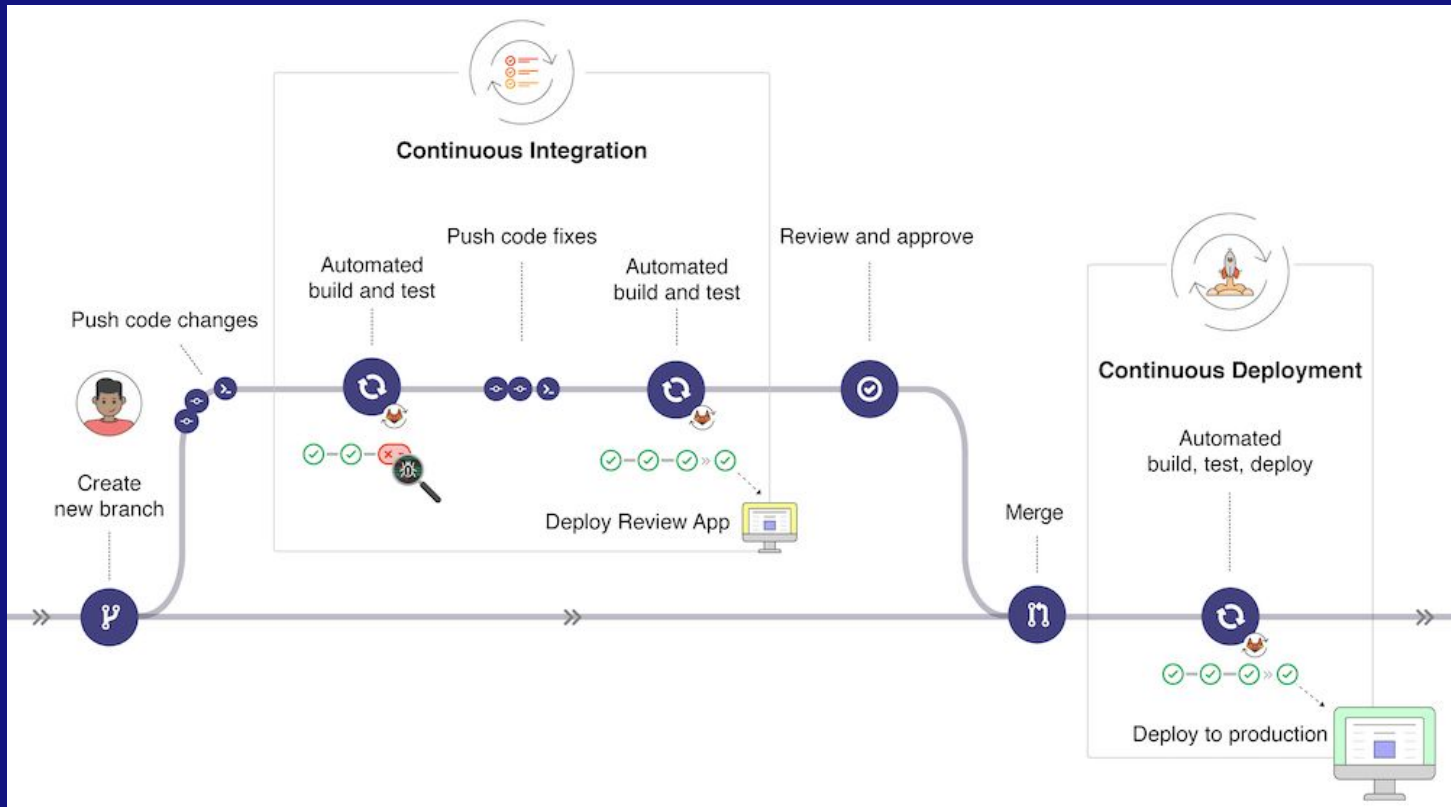 Continuous Integration
Push code changes
Create
new branch
Automated
build and test
Push code fixes
Automated
build and test
Deploy Review App
Review and approve
Merge
Continuous Deployment
Automated
build, test, deploy
Deploy to production